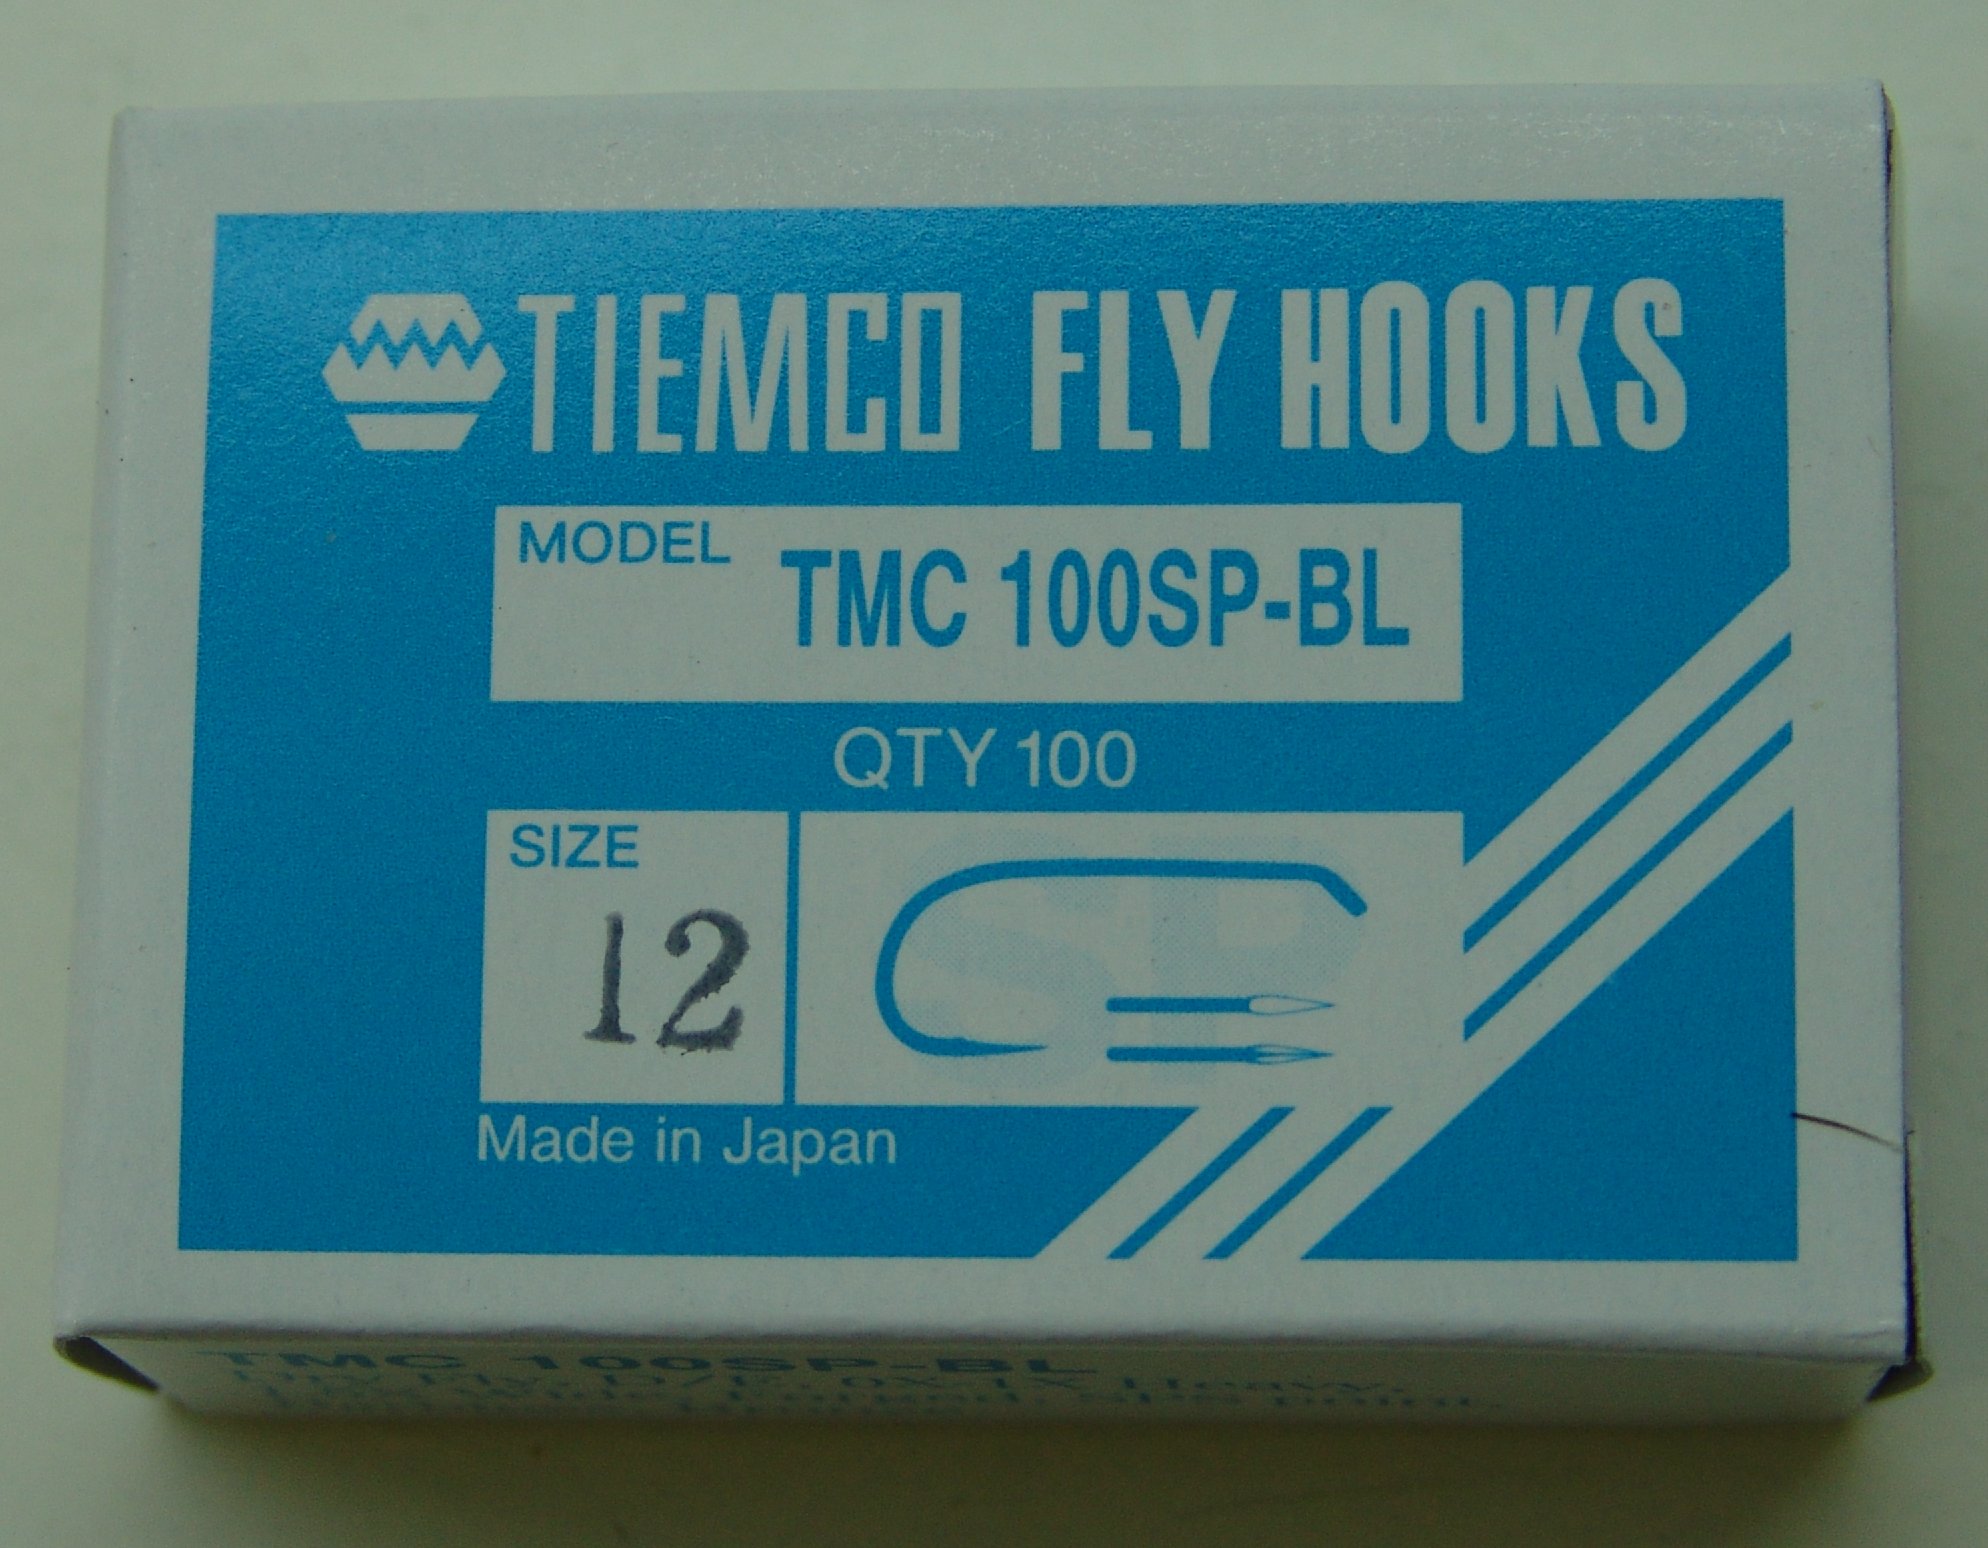 TIEMCO FLY HOOKS
MODEL TMC 100SP-BL
QTY 100
SIZE
12
Made in Japan
TMC 100SP-BL